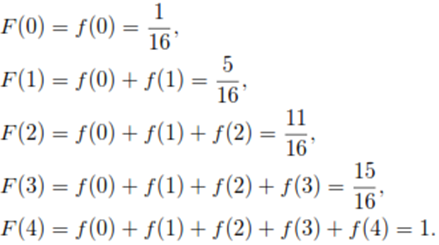 F(0) = f(0) = 1/16,
F(1) = f(0) + f(1) = 5/16,
F(2) = f(0) + f(1) + f(2) = 11/16,
F(3) = f(0) + f(1) + f(2) + f(3) = 15/16,
F(4) = f(0) + f(1) + f(2) + f(3) + f(4) = 1.